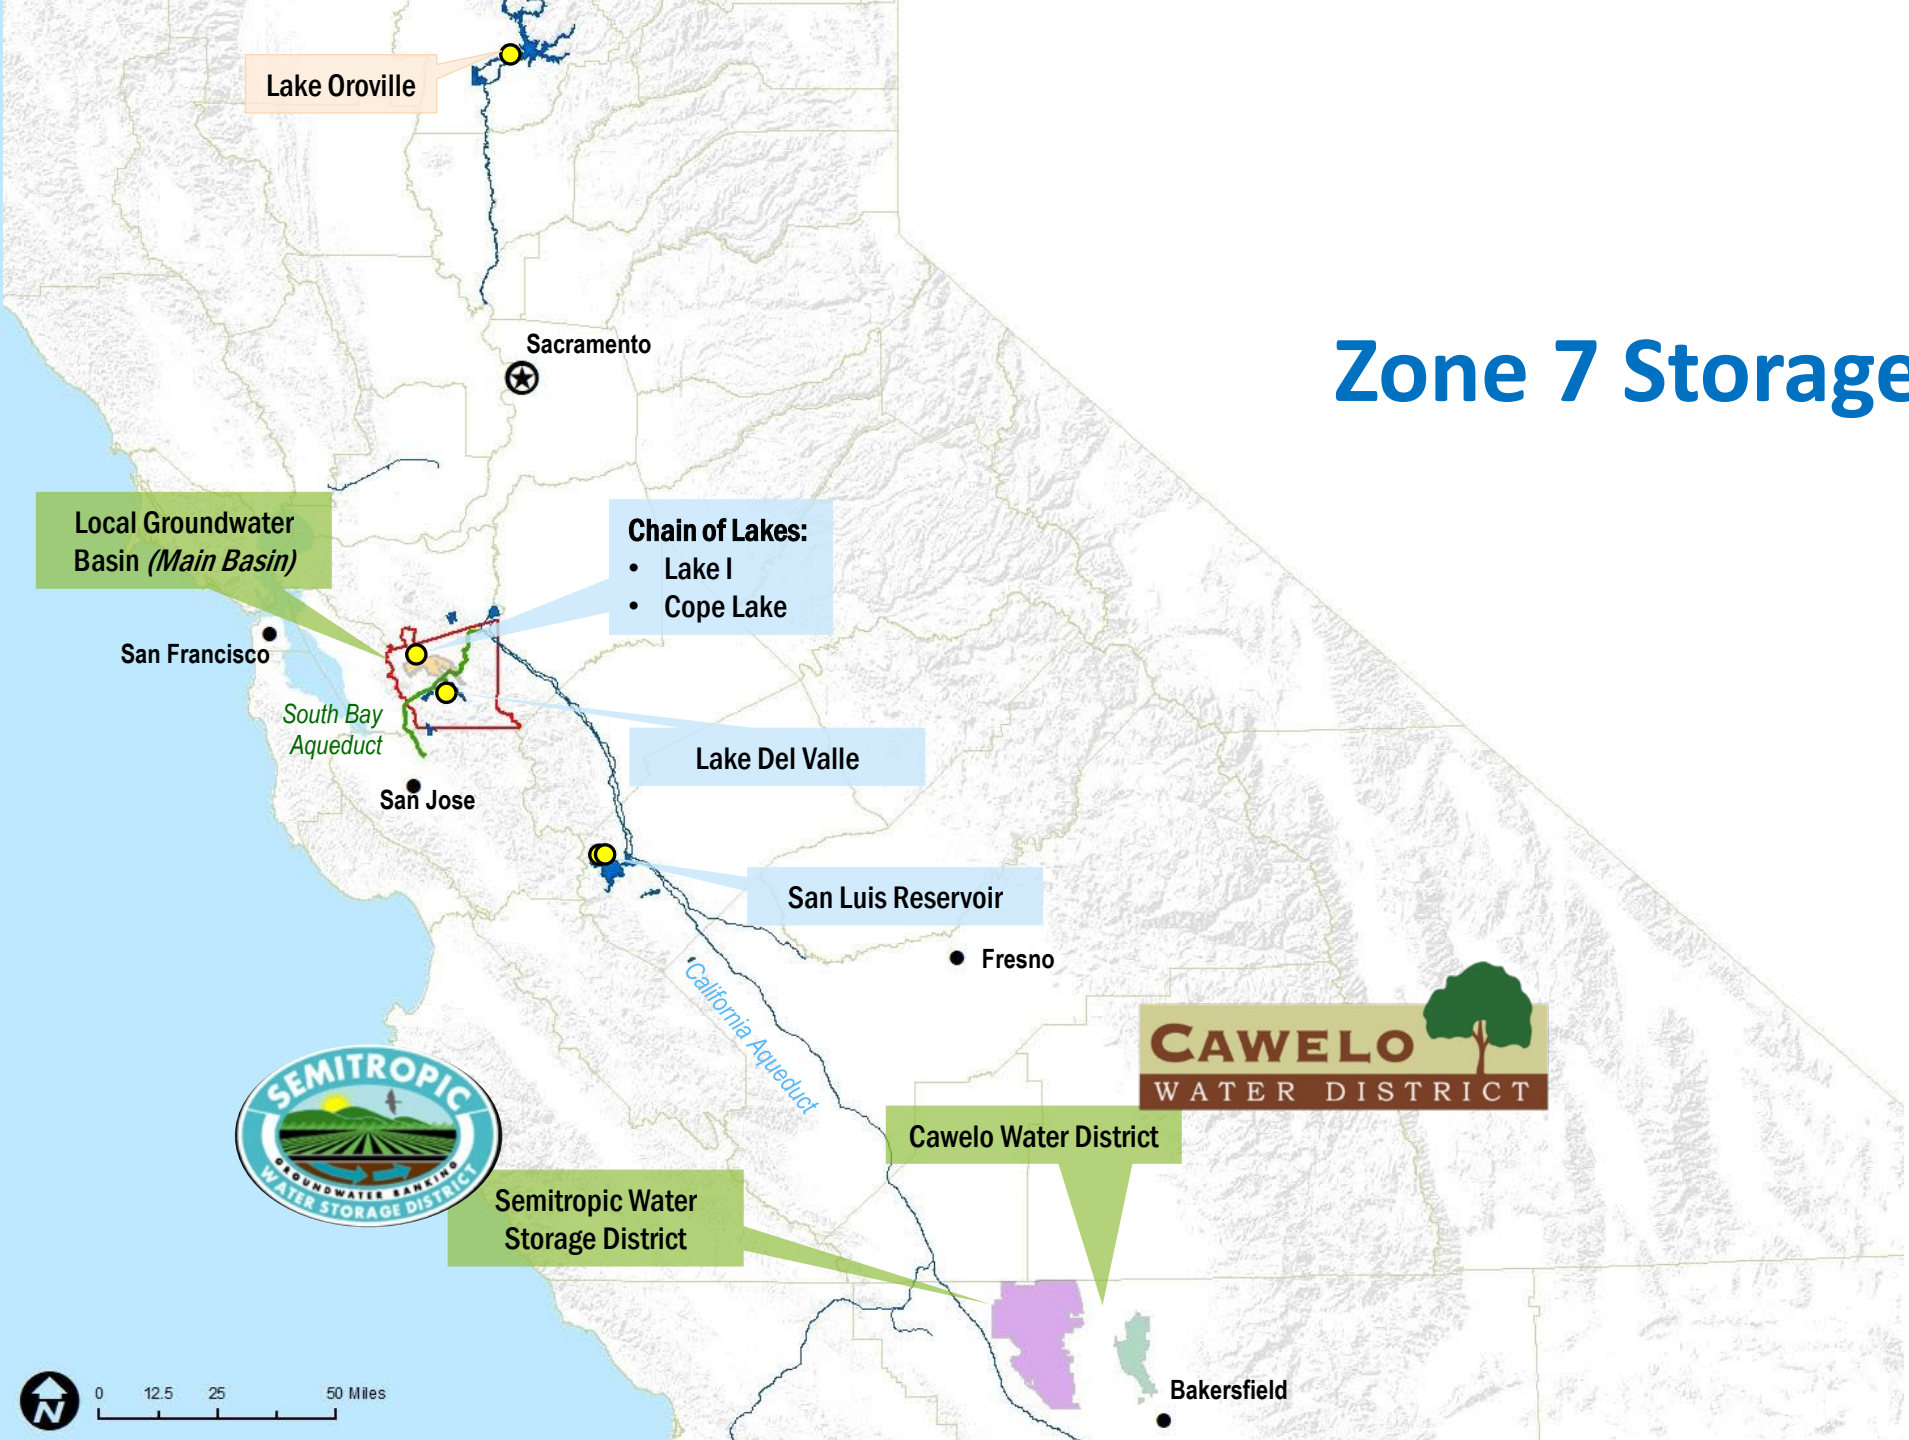 Lake Oroville
Sacramento
Zone 7 Storage
Local Groundwater
Basin (Main Basin)
Chain of Lakes:
• Lake I
• Cope Lake
San Francisco
South Bay
Aqueduct
Lake Del Valle
San Jose
San Luis Reservoir
Fresno
California Aqueduct
CAWELO
WATER DISTRICT
SEMITROPIC
GROUNDWATER BANKING
WATER STORAGE DISTRICT
Cawelo Water District
Semitropic Water
Storage District
Bakersfield
N
0 12.5 25 50 Miles